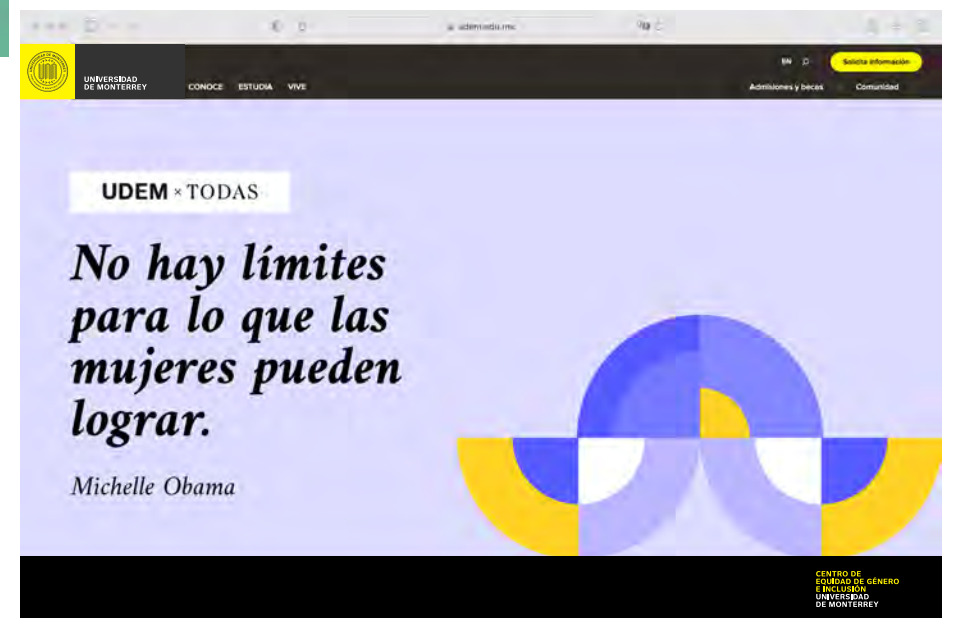 udem.edu.mx
UNIVERSIDAD
DE MONTERREY
CONOCE ESTUDIA VIVE
EN
Solicita información
Admisiones y becas Comunidad
UDEM × TODAS
No hay límites
para lo que las
mujeres pueden
lograr.
Michelle Obama
CENTRO DE
EQUIDAD DE GÉNERO
E INCLUSIÓN
UNIVERSIDAD
DE MONTERREY